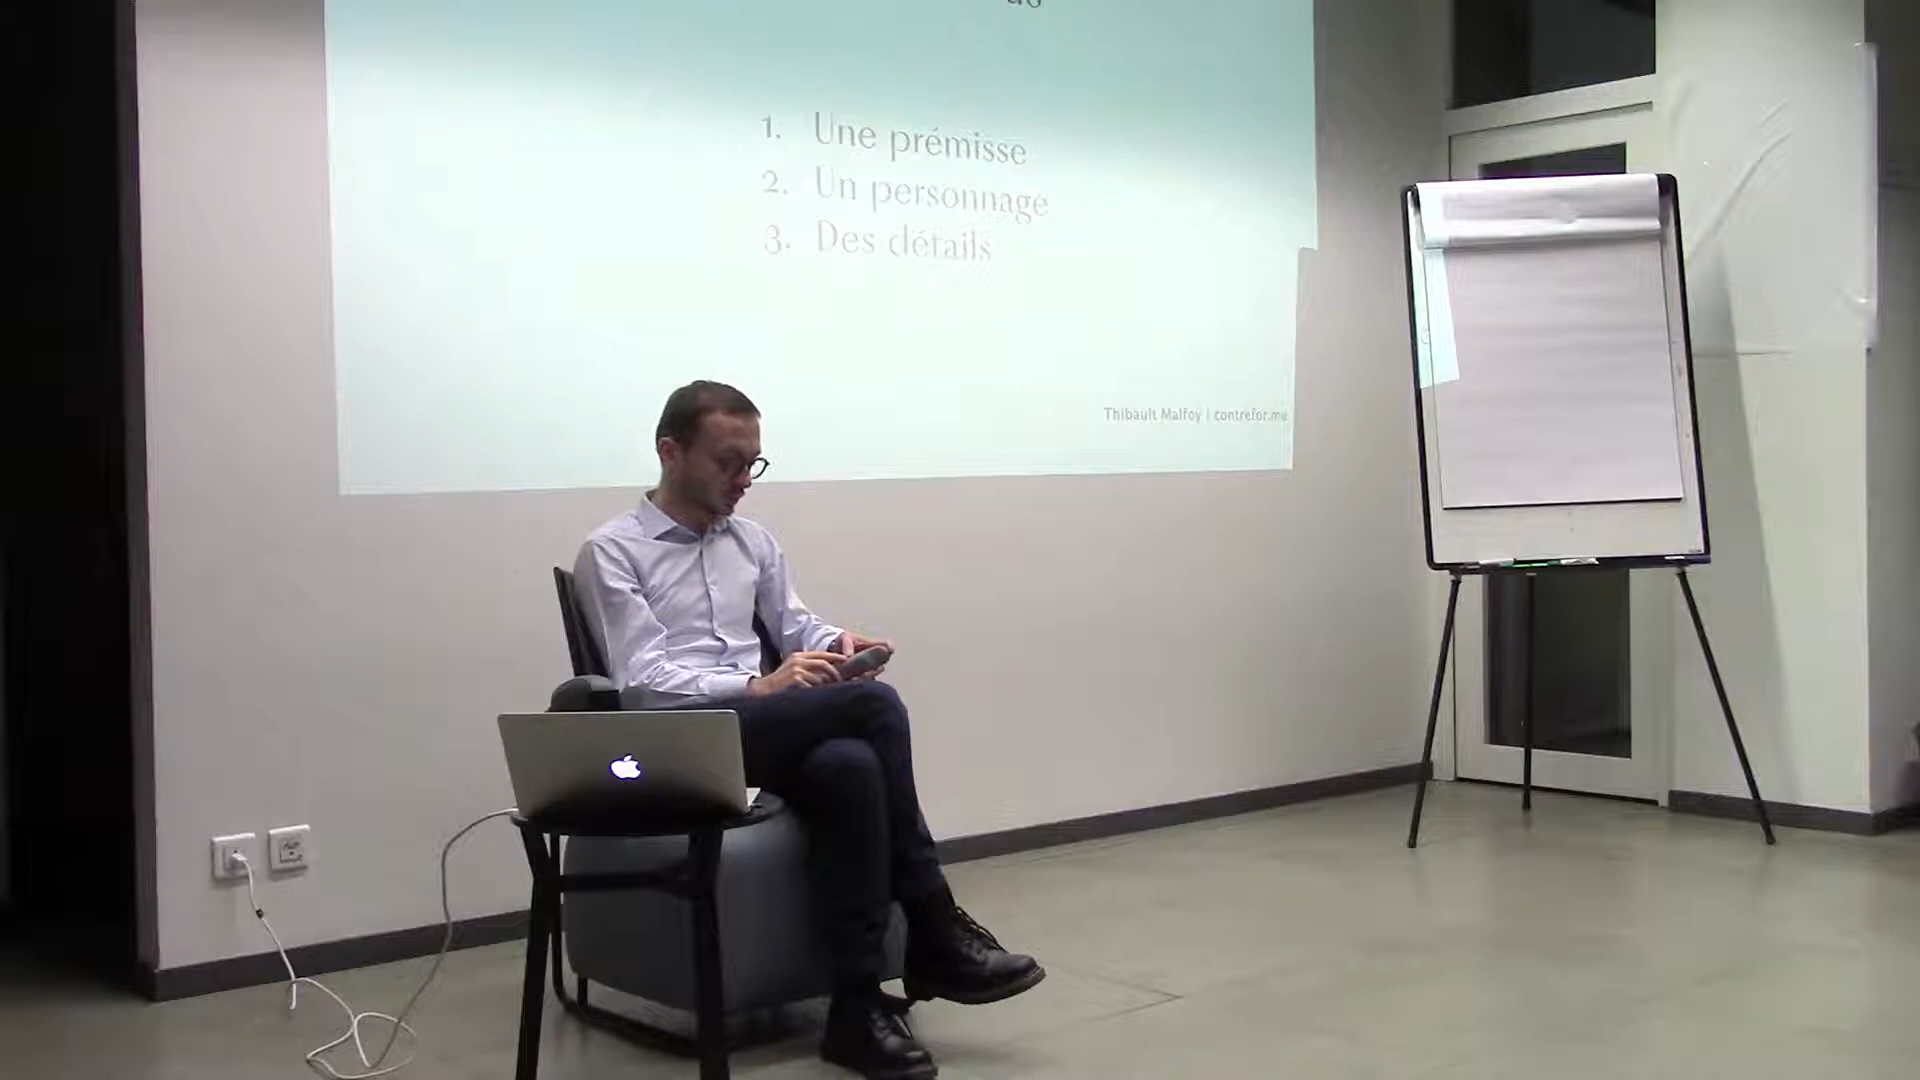 1. Une prémisse
2. Un personnage
3. Des détails
Thibault Malfoy | contrefor.me